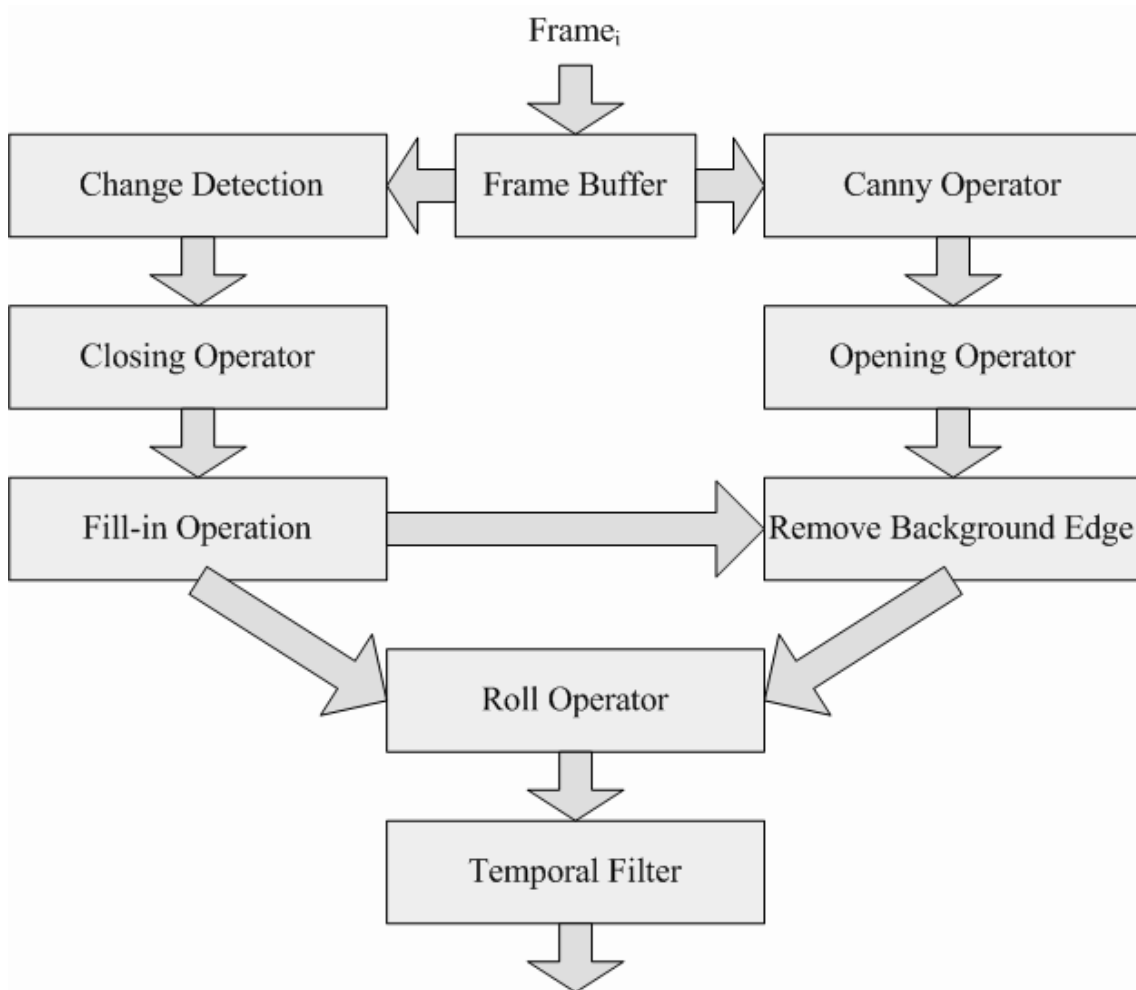 Frameᵢ
Change Detection
Frame Buffer
Canny Operator
Closing Operator
Opening Operator
Fill-in Operation
Remove Background Edge
Roll Operator
Temporal Filter